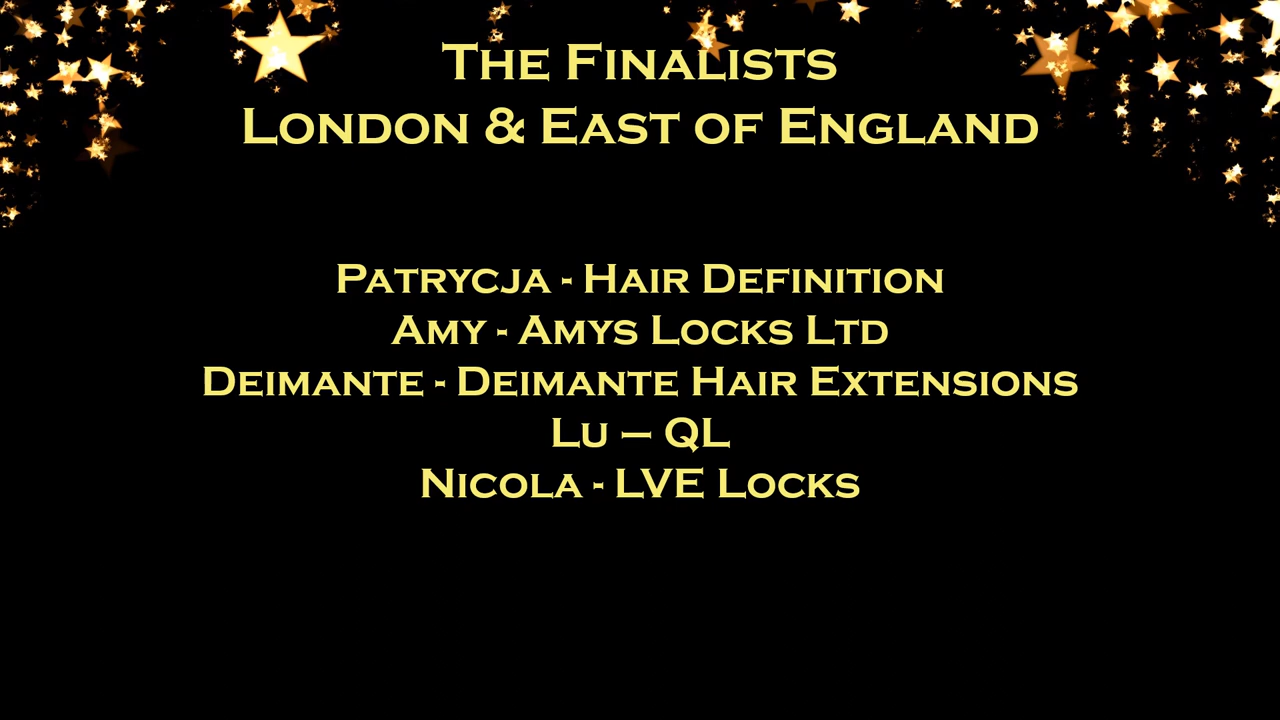 The Finalists
London & East of England
Patrycja - Hair Definition
Amy - Amys Locks Ltd
Deimante - Deimante Hair Extensions
Lu – QL
Nicola - LVE Locks